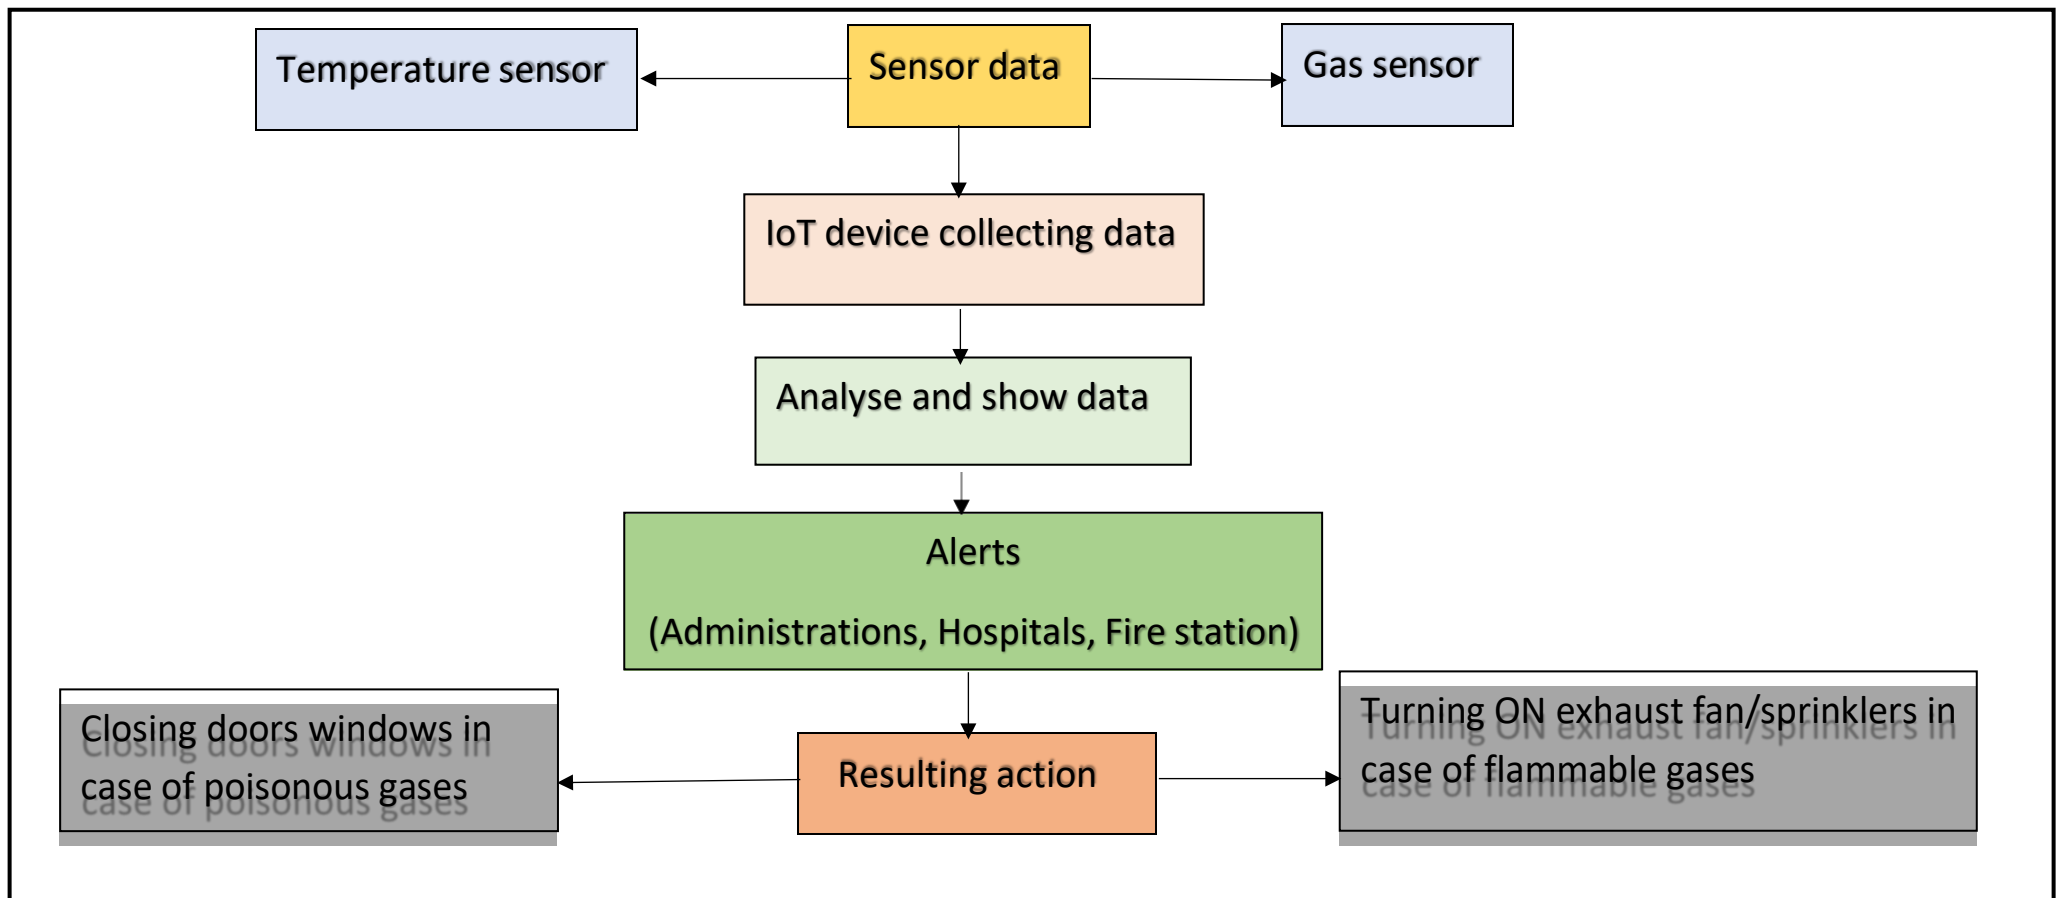 Temperature sensor
Sensor data
Gas sensor
IoT device collecting data
Analyse and show data
Alerts
(Administrations, Hospitals, Fire station)
Closing doors windows in
case of poisonous gases
Resulting action
Turning ON exhaust fan/sprinklers in
case of flammable gases